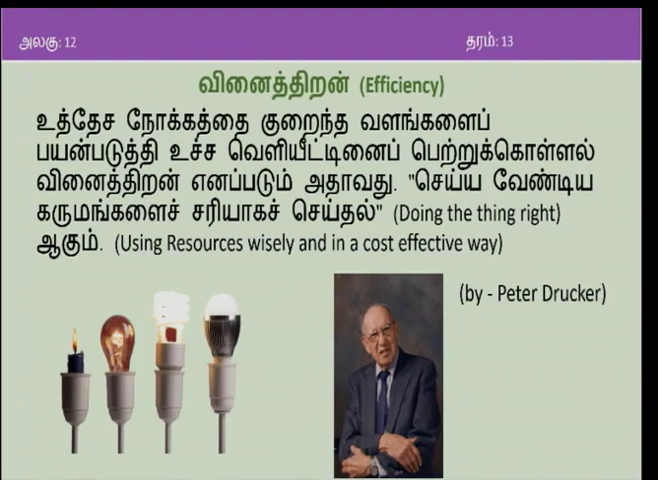 அலகு: 12
தரம்: 13
வினைத்திறன் (Efficiency)
உத்தேச நோக்கத்தை குறைந்த வளங்களைப்
பயன்படுத்தி உச்ச வெளியீட்டினைப் பெற்றுக்கொள்ளல்
வினைத்திறன் எனப்படும் அதாவது. "செய்ய வேண்டிய
கருமங்களைச் சரியாகச் செய்தல்" (Doing the thing right)
ஆகும். (Using Resources wisely and in a cost effective way)
(by - Peter Drucker)